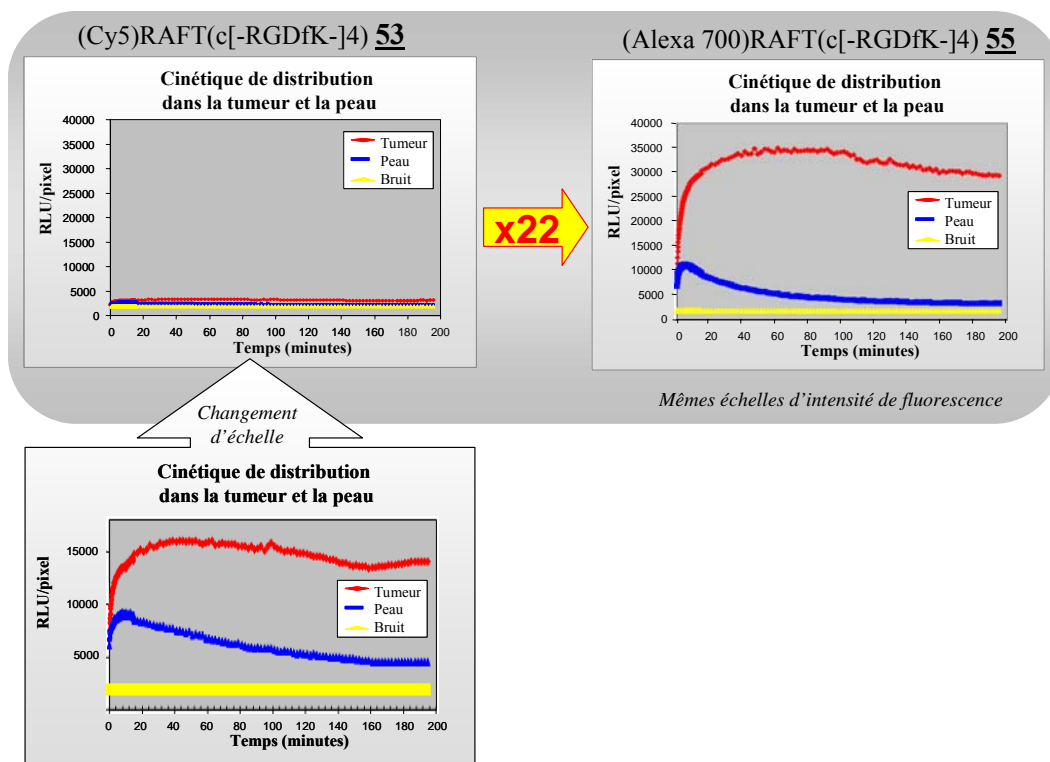 (Cy5)RAFT(c[-RGDfK-]4) 53
Cinétique de distribution
dans la tumeur et la peau
40000
35000
30000
25000
20000
15000
10000
5000
0
RLU/pixel
Tumeur
Peau
Bruit
0 20 40 60 80 100 120 140 160 180 200
Temps (minutes)
x22
(Alexa 700)RAFT(c[-RGDfK-]4) 55
Cinétique de distribution
dans la tumeur et la peau
40000
35000
30000
25000
20000
15000
10000
5000
0
RLU/pixel
Tumeur
Peau
Bruit
0 20 40 60 80 100 120 140 160 180 200
Temps (minutes)
Mêmes échelles d'intensité de fluorescence
Changement
d'échelle
Cinétique de distribution
dans la tumeur et la peau
15000
10000
5000
RLU/pixel
Tumeur
Peau
Bruit
0 20 40 60 80 100 120 140 160 180 200
Temps (minutes)